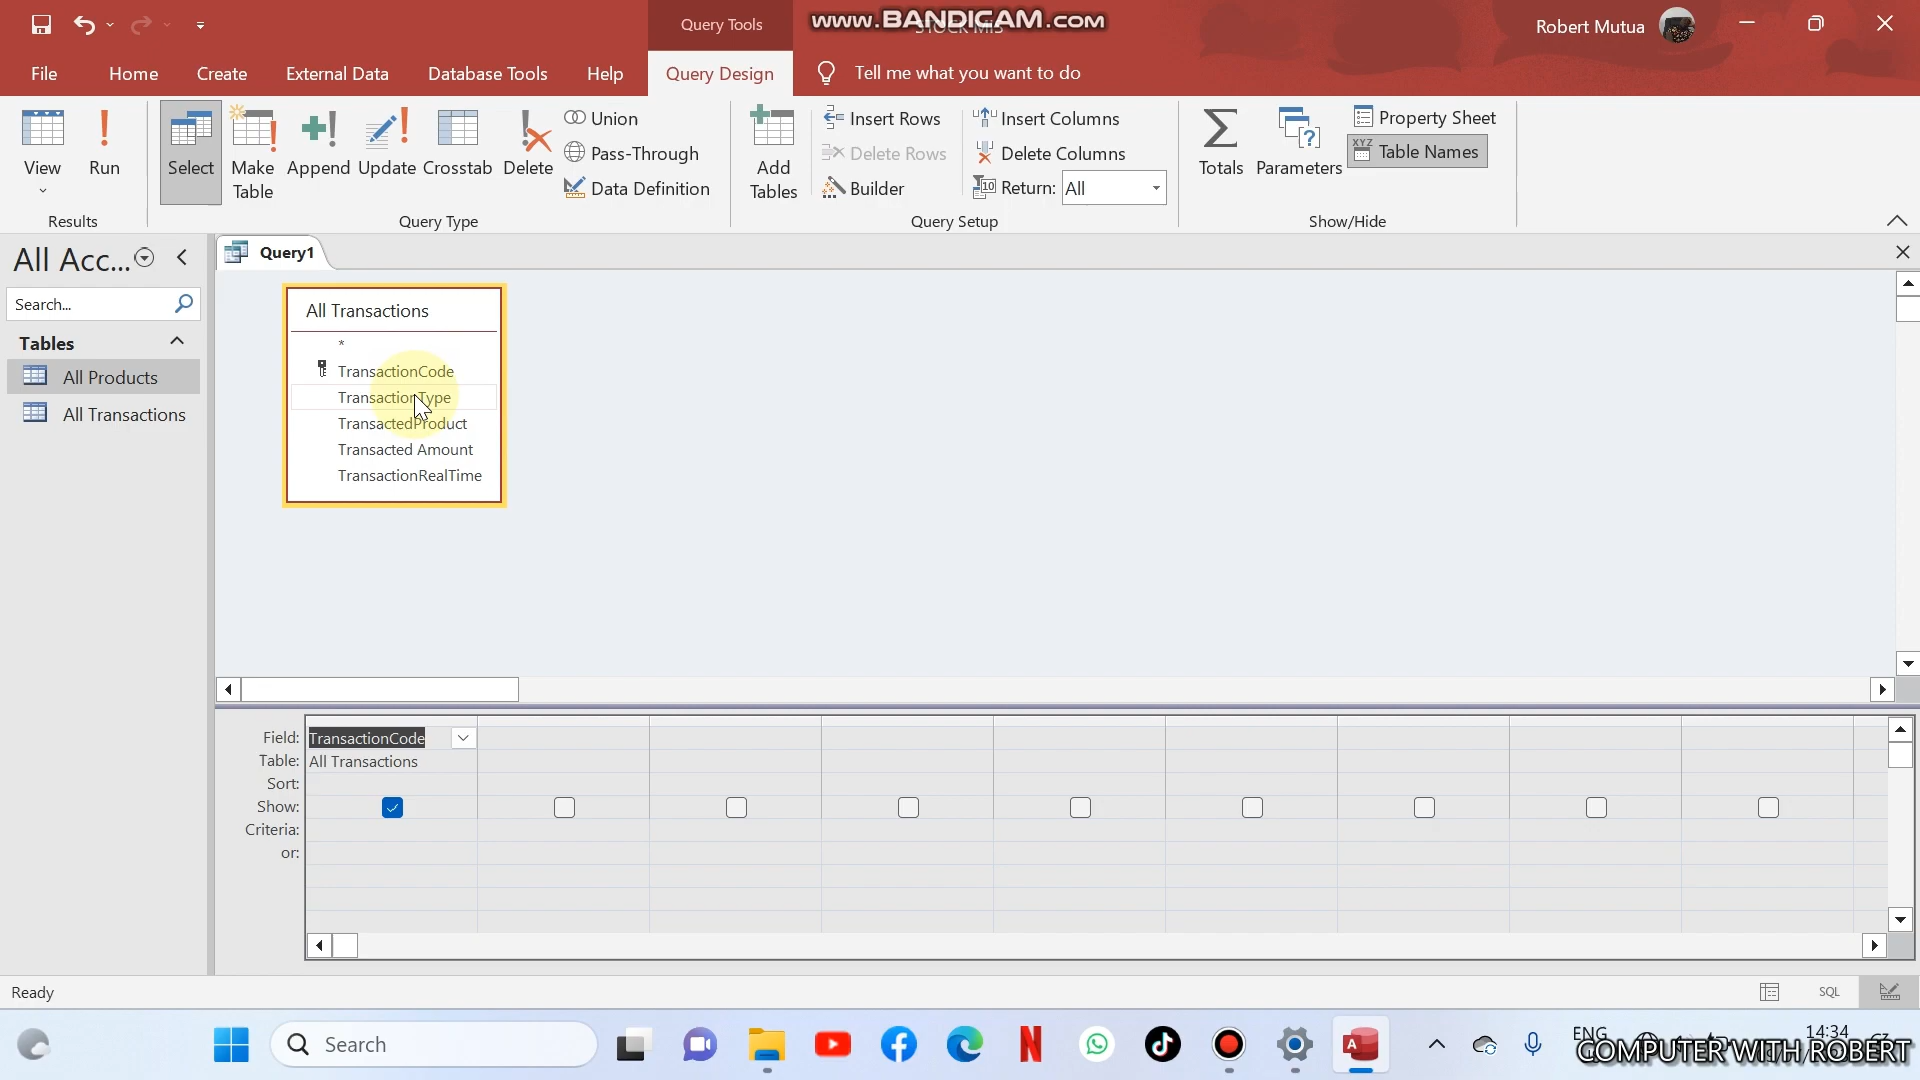 Query Tools
www.BANDICAM.com
STOCK MIS
Robert Mutua
File
Home
Create
External Data
Database Tools
Help
Query Design
Tell me what you want to do
View
Run
Select
Make Table
Append
Update
Crosstab
Delete
Union
Pass-Through
Data Definition
Add Tables
Insert Rows
Delete Rows
Builder
Insert Columns
Delete Columns
Return: All
Totals
Parameters
Property Sheet
XYZ
Table Names
Results
Query Type
Query Setup
Show/Hide
All Acc...
Query1
Search...
Tables
All Products
All Transactions
All Transactions
*
TransactionCode
TransactionType
TransactedProduct
Transacted Amount
TransactionRealTime
Field: TransactionCode
Table: All Transactions
Sort:
Show:
Criteria:
or:
Ready
SQL
Search
ENG
14:34
COMPUTER WITH ROBERT